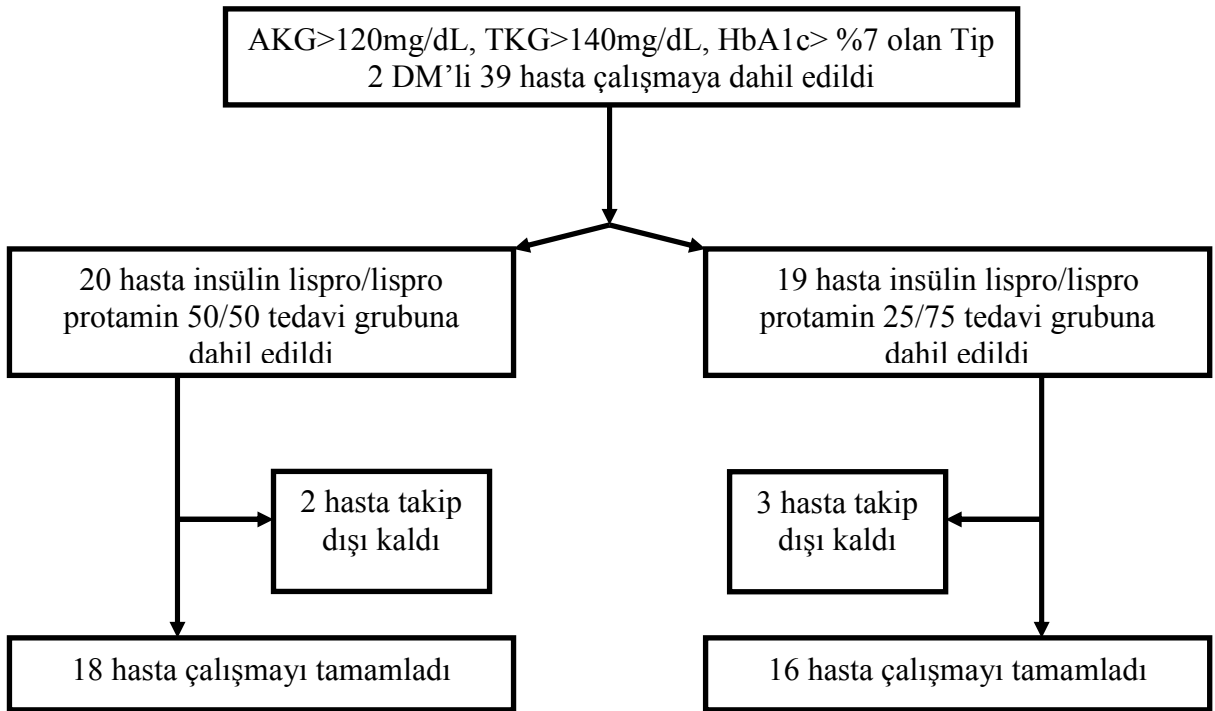 AKG>120mg/dL, TKG>140mg/dL, HbA1c> %7 olan Tip
2 DM’li 39 hasta çalışmaya dahil edildi
20 hasta insülin lispro/lispro
protamin 50/50 tedavi grubuna
dahil edildi
19 hasta insülin lispro/lispro
protamin 25/75 tedavi grubuna
dahil edildi
2 hasta takip
dışı kaldı
3 hasta takip
dışı kaldı
18 hasta çalışmayı tamamladı
16 hasta çalışmayı tamamladı